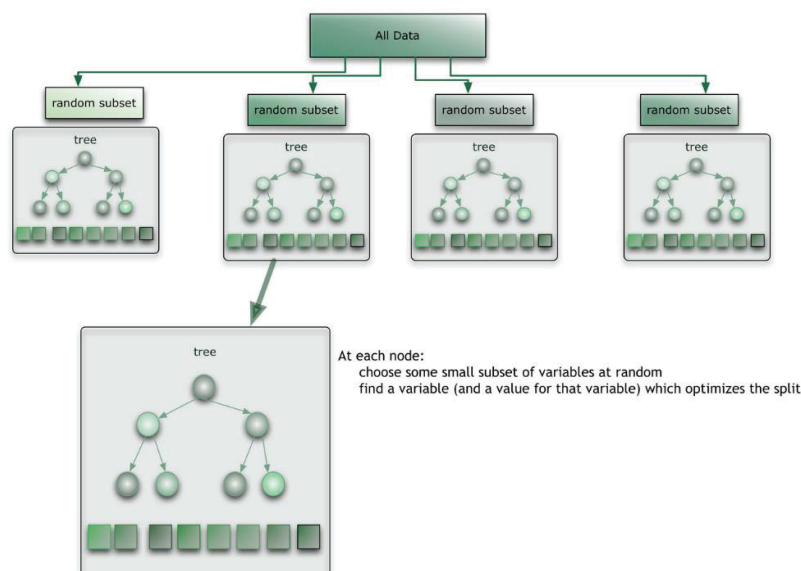 All Data
random subset
random subset
random subset
random subset
tree
tree
tree
tree
tree
At each node:
choose some small subset of variables at random
find a variable (and a value for that variable) which optimizes the split